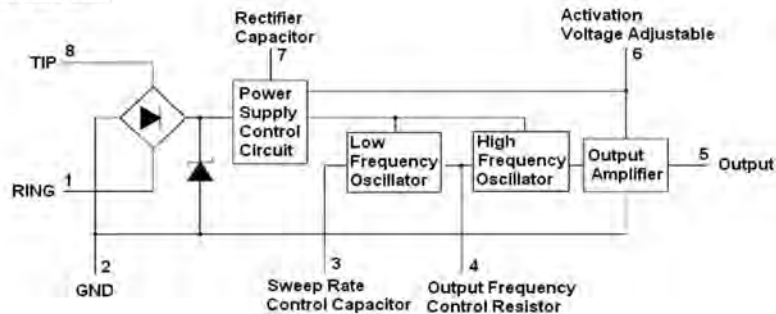 Rectifier
Capacitor
7
Activation
Voltage Adjustable
6
TIP
8
Power
Supply
Control
Circuit
Low
Frequency
Oscillator
High
Frequency
Oscillator
Output
Amplifier
5
Output
RING
1
2
GND
3
Sweep Rate
Control Capacitor
4
Output Frequency
Control Resistor